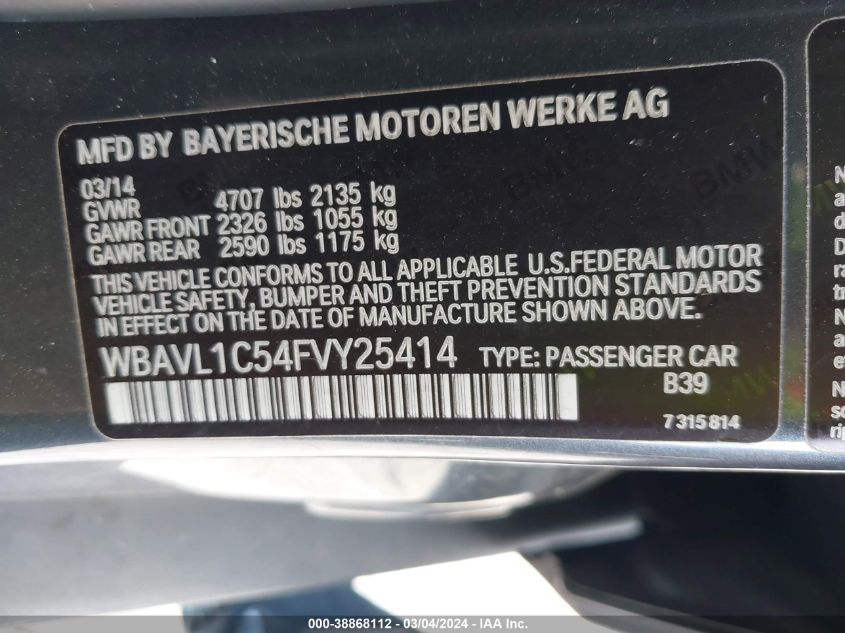 MFD BY BAYERISCHE MOTOREN WERKE AG
03/14
GVWR 4707 lbs 2135 kg
GAWR FRONT 2326 lbs 1055 kg
GAWR REAR 2590 lbs 1175 kg
THIS VEHICLE CONFORMS TO ALL APPLICABLE U.S.FEDERAL MOTOR
VEHICLE SAFETY, BUMPER AND THEFT PREVENTION STANDARDS
IN EFFECT ON THE DATE OF MANUFACTURE SHOWN ABOVE.
WBAVL1C54FVY25414 TYPE: PASSENGER CAR
B39
7 315 814
000-38868112 - 03/04/2024 - IAA Inc.